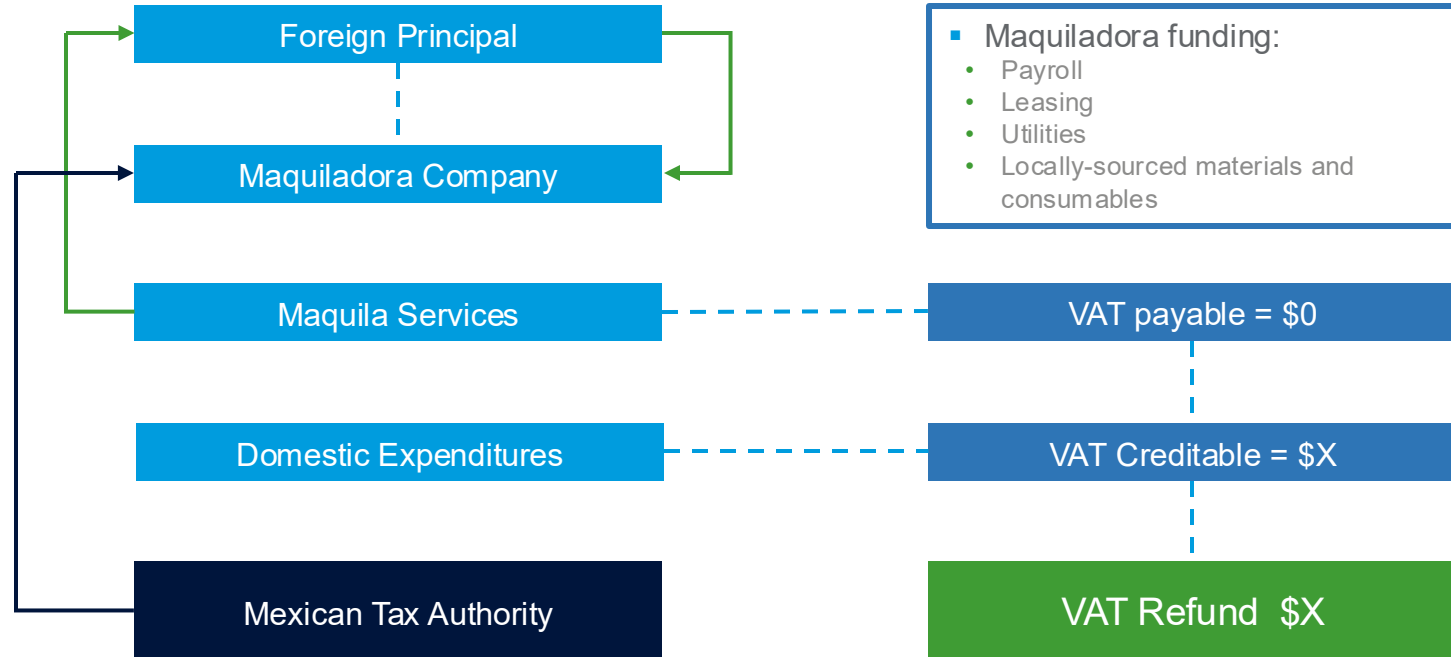 Foreign Principal
Maquiladora Company
Maquila Services
Domestic Expenditures
Mexican Tax Authority
▪ Maquiladora funding:
• Payroll
• Leasing
• Utilities
• Locally-sourced materials and
consumables
VAT payable = $0
VAT Creditable = $X
VAT Refund $X